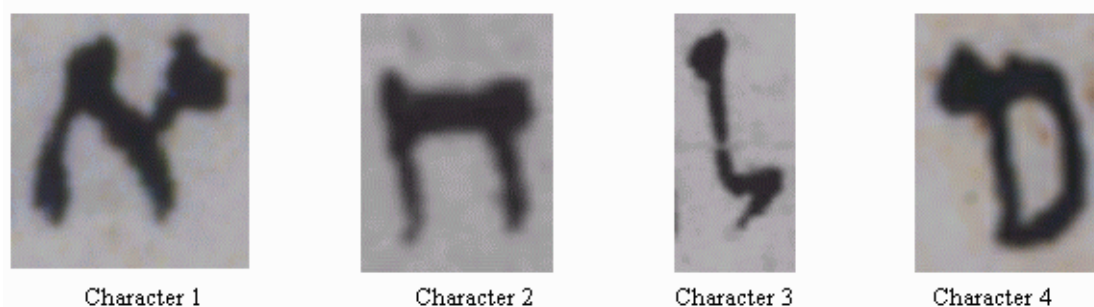 א ח ל ם
Character 1 Character 2 Character 3 Character 4